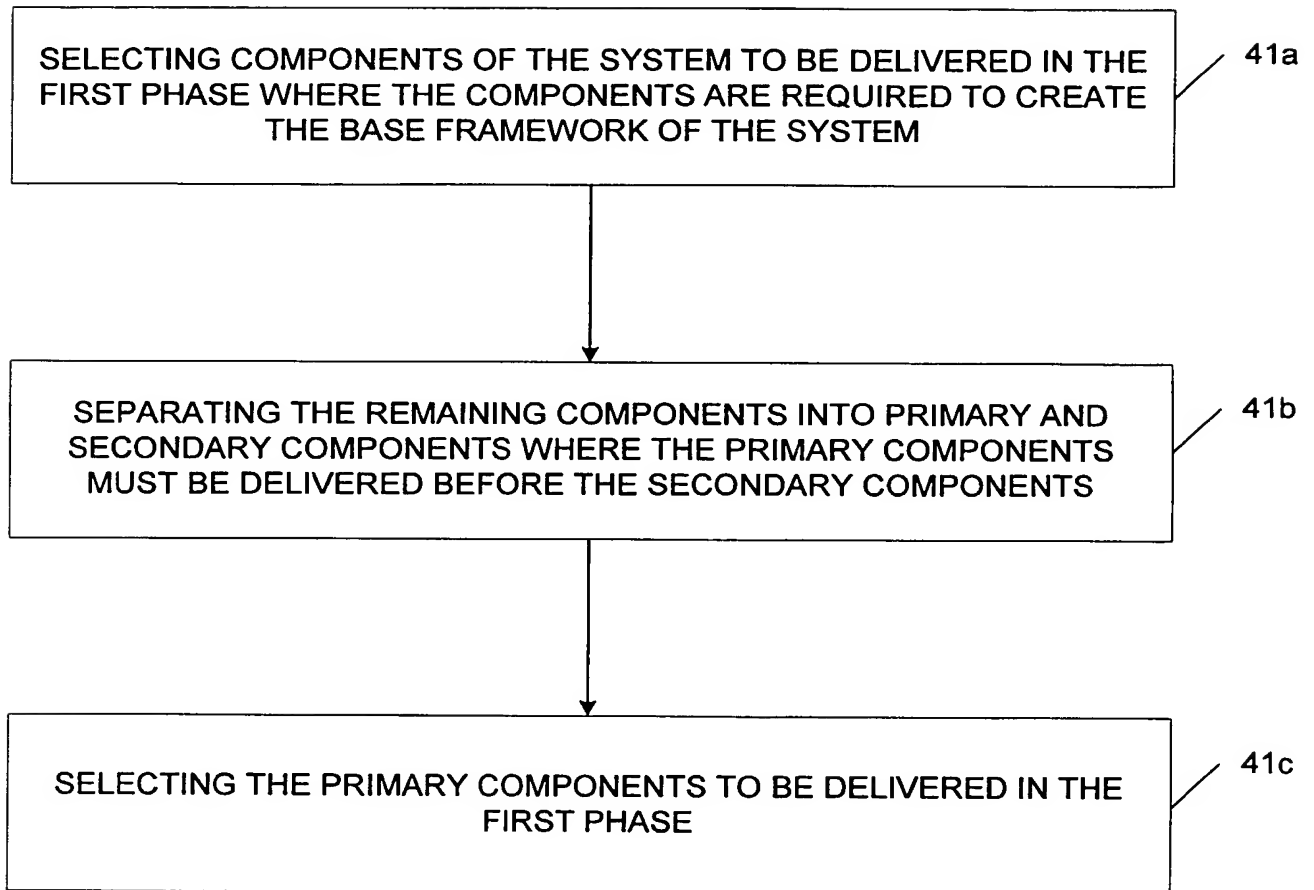 SELECTING COMPONENTS OF THE SYSTEM TO BE DELIVERED IN THE
FIRST PHASE WHERE THE COMPONENTS ARE REQUIRED TO CREATE
THE BASE FRAMEWORK OF THE SYSTEM
41a
SEPARATING THE REMAINING COMPONENTS INTO PRIMARY AND
SECONDARY COMPONENTS WHERE THE PRIMARY COMPONENTS
MUST BE DELIVERED BEFORE THE SECONDARY COMPONENTS
41b
SELECTING THE PRIMARY COMPONENTS TO BE DELIVERED IN THE
FIRST PHASE
41c